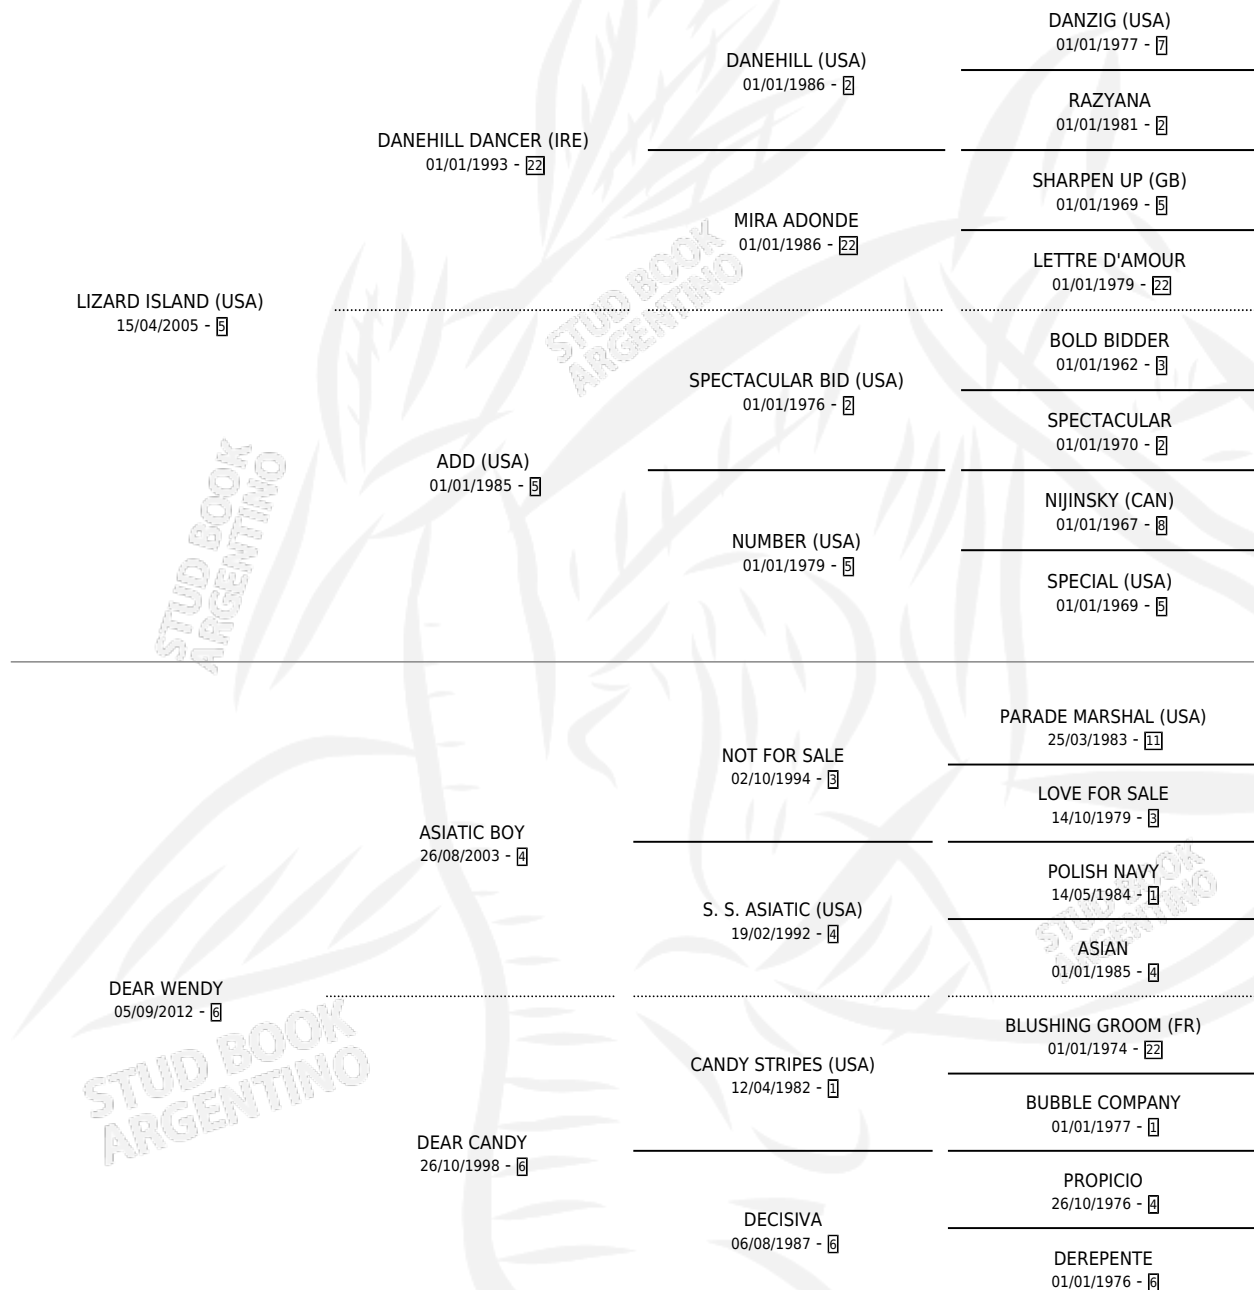 DANZIG (USA)
01/01/1977 - 7
DANEHILL (USA)
01/01/1986 - 2
RAZYANA
01/01/1981 - 2
DANEHILL DANCER (IRE)
01/01/1993 - 22
SHARPEN UP (GB)
01/01/1969 - 5
MIRA ADONDE
01/01/1986 - 22
LETTRE D'AMOUR
01/01/1979 - 22
LIZARD ISLAND (USA)
15/04/2005 - 5
BOLD BIDDER
01/01/1962 - 3
SPECTACULAR BID (USA)
01/01/1976 - 2
SPECTACULAR
01/01/1970 - 2
ADD (USA)
01/01/1985 - 5
NIJINSKY (CAN)
01/01/1967 - 8
NUMBER (USA)
01/01/1979 - 5
SPECIAL (USA)
01/01/1969 - 5
PARADE MARSHAL (USA)
25/03/1983 - 11
NOT FOR SALE
02/10/1994 - 3
LOVE FOR SALE
14/10/1979 - 3
ASIATIC BOY
26/08/2003 - 4
POLISH NAVY
14/05/1984 - 1
S. S. ASIATIC (USA)
19/02/1992 - 4
ASIAN
01/01/1985 - 4
DEAR WENDY
05/09/2012 - 6
BLUSHING GROOM (FR)
01/01/1974 - 22
CANDY STRIPES (USA)
12/04/1982 - 1
BUBBLE COMPANY
01/01/1977 - 1
DEAR CANDY
26/10/1998 - 6
PROPICIO
26/10/1976 - 4
DECISIVA
06/08/1987 - 6
DEREPENTE
01/01/1976 - 6
STUD BOOK
ARGENTINO
STUD BOOK
ARGENTINO
STUD BOOK
ARGENTINO
STUD BOOK
ARGENTINO